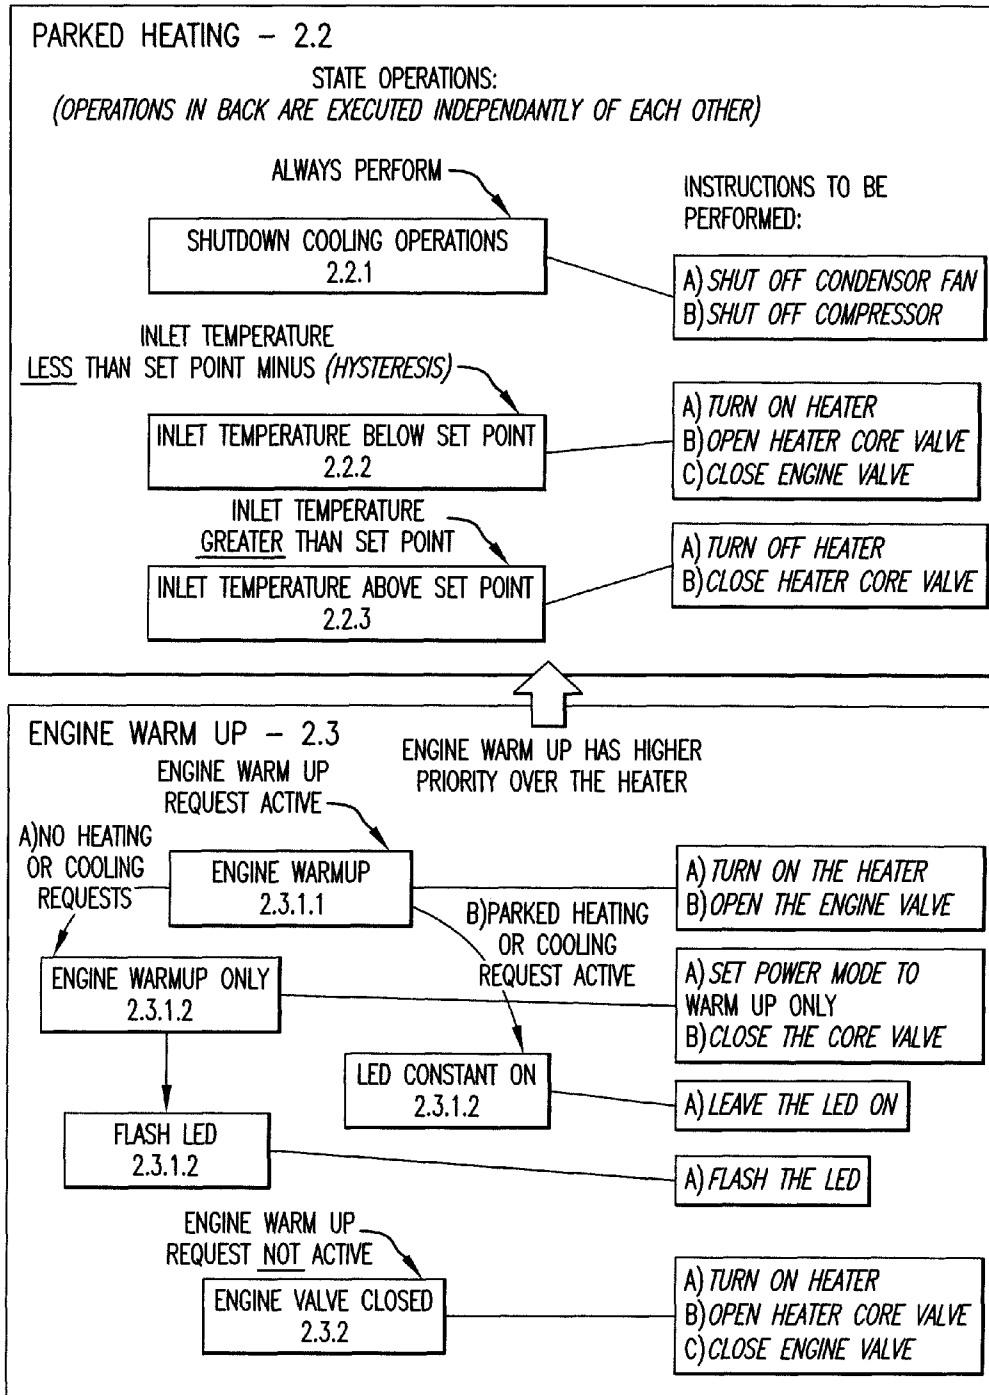 PARKED HEATING - 2.2
STATE OPERATIONS:
(OPERATIONS IN BACK ARE EXECUTED INDEPENDANTLY OF EACH OTHER)
ALWAYS PERFORM
INSTRUCTIONS TO BE
PERFORMED:
SHUTDOWN COOLING OPERATIONS
2.2.1
A) SHUT OFF CONDENSOR FAN
B) SHUT OFF COMPRESSOR
INLET TEMPERATURE
LESS THAN SET POINT MINUS (HYSTERESIS)
INLET TEMPERATURE BELOW SET POINT
2.2.2
A) TURN ON HEATER
B) OPEN HEATER CORE VALVE
C) CLOSE ENGINE VALVE
INLET TEMPERATURE
GREATER THAN SET POINT
INLET TEMPERATURE ABOVE SET POINT
2.2.3
A) TURN OFF HEATER
B) CLOSE HEATER CORE VALVE
ENGINE WARM UP - 2.3
ENGINE WARM UP HAS HIGHER
PRIORITY OVER THE HEATER
ENGINE WARM UP
REQUEST ACTIVE
A) NO HEATING
OR COOLING
REQUESTS
ENGINE WARMUP
2.3.1.1
A) TURN ON THE HEATER
B) OPEN THE ENGINE VALVE
B) PARKED HEATING
OR COOLING
REQUEST ACTIVE
ENGINE WARMUP ONLY
2.3.1.2
A) SET POWER MODE TO
WARM UP ONLY
B) CLOSE THE CORE VALVE
LED CONSTANT ON
2.3.1.2
A) LEAVE THE LED ON
FLASH LED
2.3.1.2
A) FLASH THE LED
ENGINE WARM UP
REQUEST NOT ACTIVE
ENGINE VALVE CLOSED
2.3.2
A) TURN ON HEATER
B) OPEN HEATER CORE VALVE
C) CLOSE ENGINE VALVE